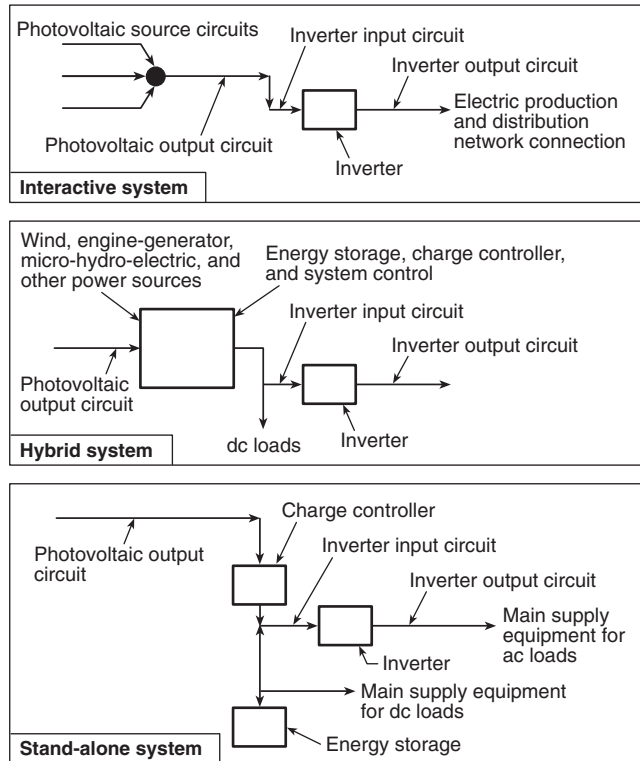 Photovoltaic source circuits
Inverter input circuit
Inverter output circuit
Electric production
and distribution
network connection
Photovoltaic output circuit
Inverter
Interactive system
Wind, engine-generator,
micro-hydro-electric, and
other power sources
Energy storage, charge controller,
and system control
Inverter input circuit
Inverter output circuit
Photovoltaic
output circuit
dc loads
Inverter
Hybrid system
Charge controller
Photovoltaic output
circuit
Inverter input circuit
Inverter output circuit
Main supply
equipment for
ac loads
Inverter
Main supply equipment
for dc loads
Energy storage
Stand-alone system